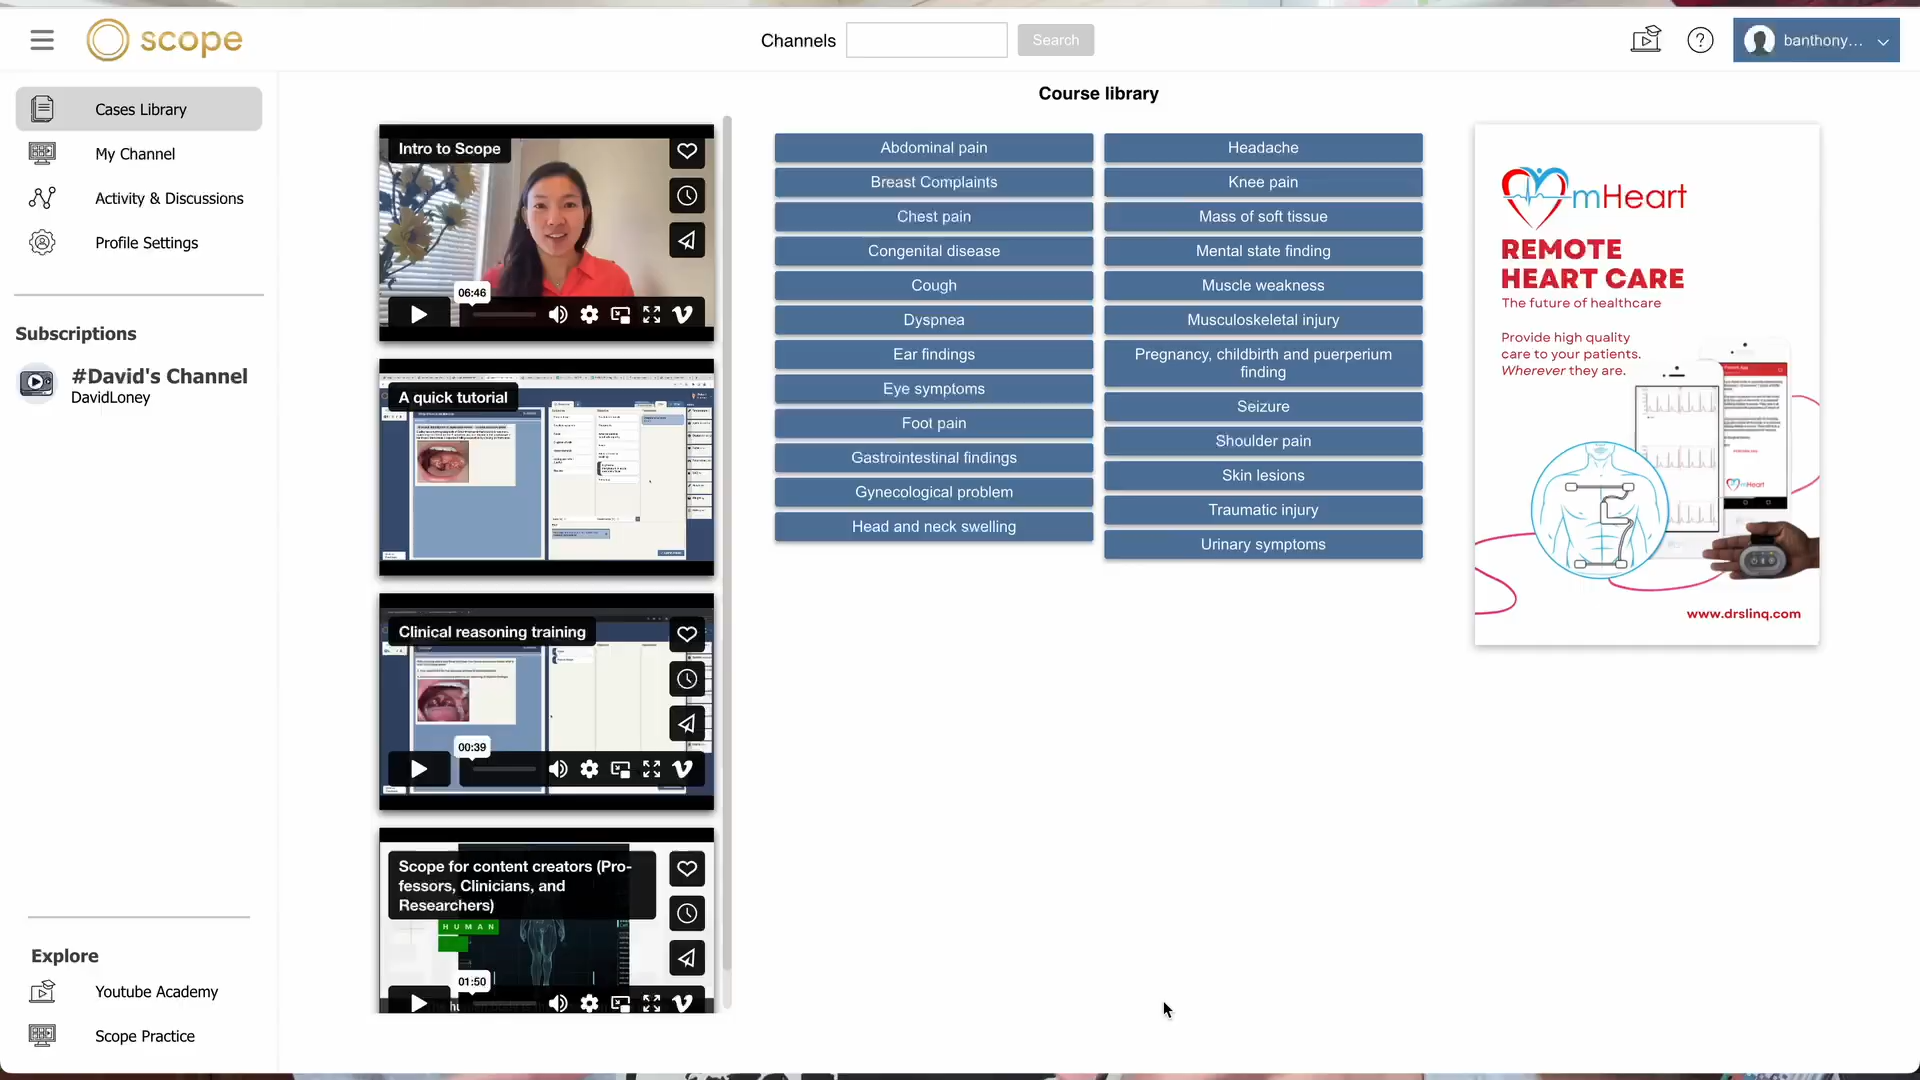 scope
Channels
Search
banthony...
Cases Library
My Channel
Activity & Discussions
Profile Settings
Subscriptions
#David's Channel
DavidLoney
Explore
Youtube Academy
Scope Practice
Intro to Scope
06:46
A quick tutorial
Clinical reasoning training
00:39
Scope for content creators (Pro-
fessors, Clinicians, and
Researchers)
HUMAN
01:50
Course library
Abdominal pain
Breast Complaints
Chest pain
Congenital disease
Cough
Dyspnea
Ear findings
Eye symptoms
Foot pain
Gastrointestinal findings
Gynecological problem
Head and neck swelling
Headache
Knee pain
Mass of soft tissue
Mental state finding
Muscle weakness
Musculoskeletal injury
Pregnancy, childbirth and puerperium
finding
Seizure
Shoulder pain
Skin lesions
Traumatic injury
Urinary symptoms
mHeart
REMOTE
HEART CARE
The future of healthcare
Provide high quality
care to your patients.
Wherever they are.
mHeart
www.drslinq.com